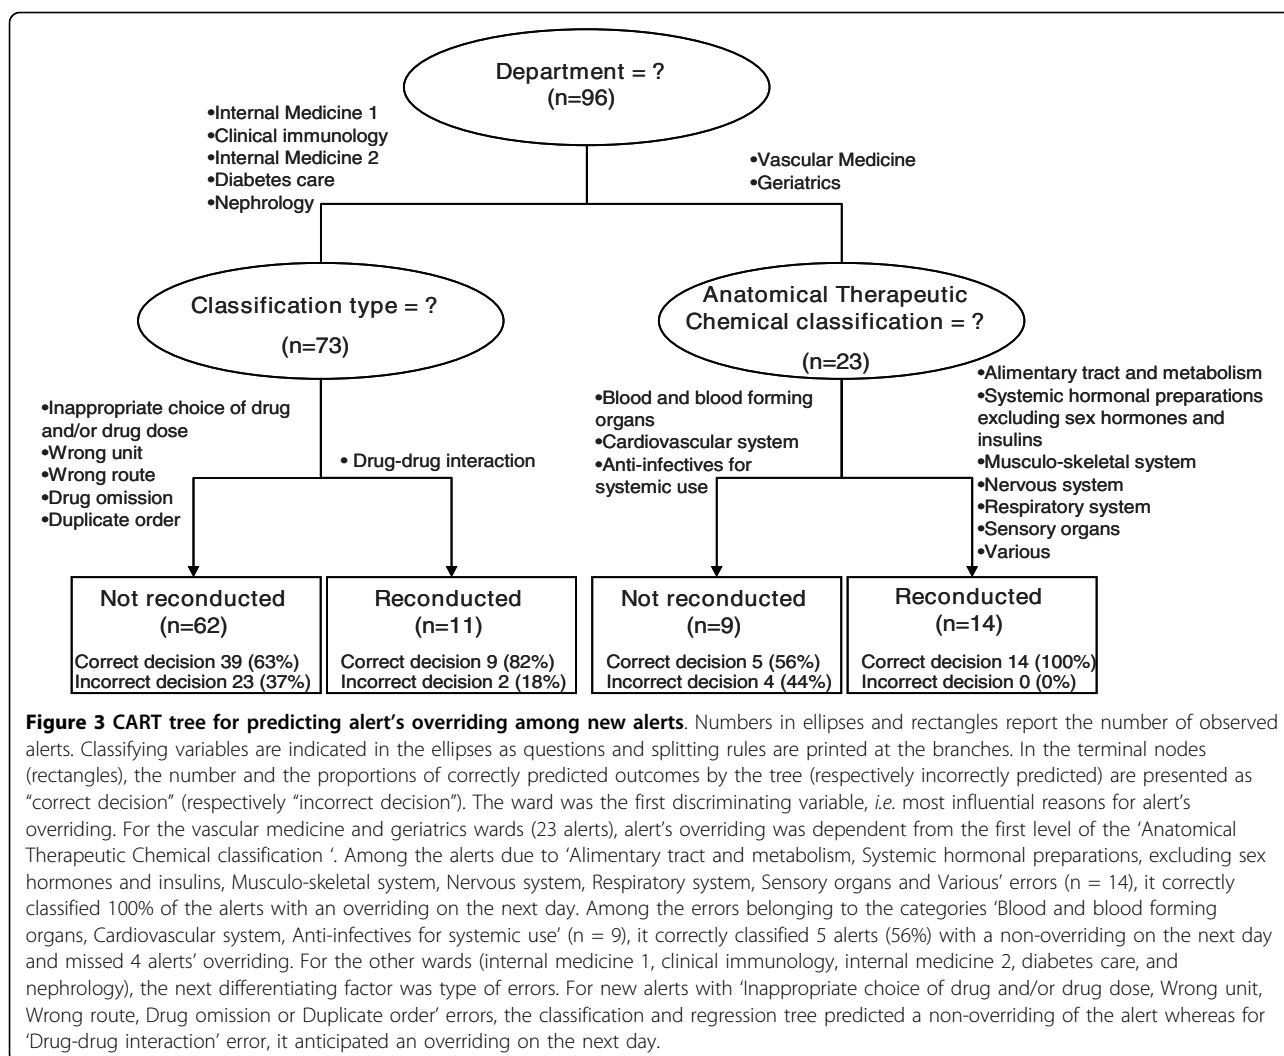 Department = ?
(n=96)
•Internal Medicine 1
•Clinical immunology
•Internal Medicine 2
•Diabetes care
•Nephrology
•Vascular Medicine
•Geriatrics
Classification type = ?
(n=73)
Anatomical Therapeutic
Chemical classification = ?
(n=23)
•Inappropriate choice of drug
and/or drug dose
•Wrong unit
•Wrong route
•Drug omission
•Duplicate order
• Drug-drug interaction
•Blood and blood forming
organs
•Cardiovascular system
•Anti-infectives for
systemic use
•Alimentary tract and metabolism
•Systemic hormonal preparations
excluding sex hormones and
insulins
•Musculo-skeletal system
•Nervous system
•Respiratory system
•Sensory organs
•Various
Not reconducted
(n=62)
Correct decision 39 (63%)
Incorrect decision 23 (37%)
Reconducted
(n=11)
Correct decision 9 (82%)
Incorrect decision 2 (18%)
Not reconducted
(n=9)
Correct decision 5 (56%)
Incorrect decision 4 (44%)
Reconducted
(n=14)
Correct decision 14 (100%)
Incorrect decision 0 (0%)
Figure 3 CART tree for predicting alert's overriding among new alerts. Numbers in ellipses and rectangles report the number of observed
alerts. Classifying variables are indicated in the ellipses as questions and splitting rules are printed at the branches. In the terminal nodes
(rectangles), the number and the proportions of correctly predicted outcomes by the tree (respectively incorrectly predicted) are presented as
“correct decision” (respectively “incorrect decision”). The ward was the first discriminating variable, i.e. most influential reasons for alert's
overriding. For the vascular medicine and geriatrics wards (23 alerts), alert's overriding was dependent from the first level of the ‘Anatomical
Therapeutic Chemical classification ‘. Among the alerts due to ‘Alimentary tract and metabolism, Systemic hormonal preparations, excluding sex
hormones and insulins, Musculo-skeletal system, Nervous system, Respiratory system, Sensory organs and Various’ errors (n = 14), it correctly
classified 100% of the alerts with an overriding on the next day. Among the errors belonging to the categories ‘Blood and blood forming
organs, Cardiovascular system, Anti-infectives for systemic use’ (n = 9), it correctly classified 5 alerts (56%) with a non-overriding on the next day
and missed 4 alerts’ overriding. For the other wards (internal medicine 1, clinical immunology, internal medicine 2, diabetes care, and
nephrology), the next differentiating factor was type of errors. For new alerts with ‘Inappropriate choice of drug and/or drug dose, Wrong unit,
Wrong route, Drug omission or Duplicate order’ errors, the classification and regression tree predicted a non-overriding of the alert whereas for
‘Drug-drug interaction’ error, it anticipated an overriding on the next day.